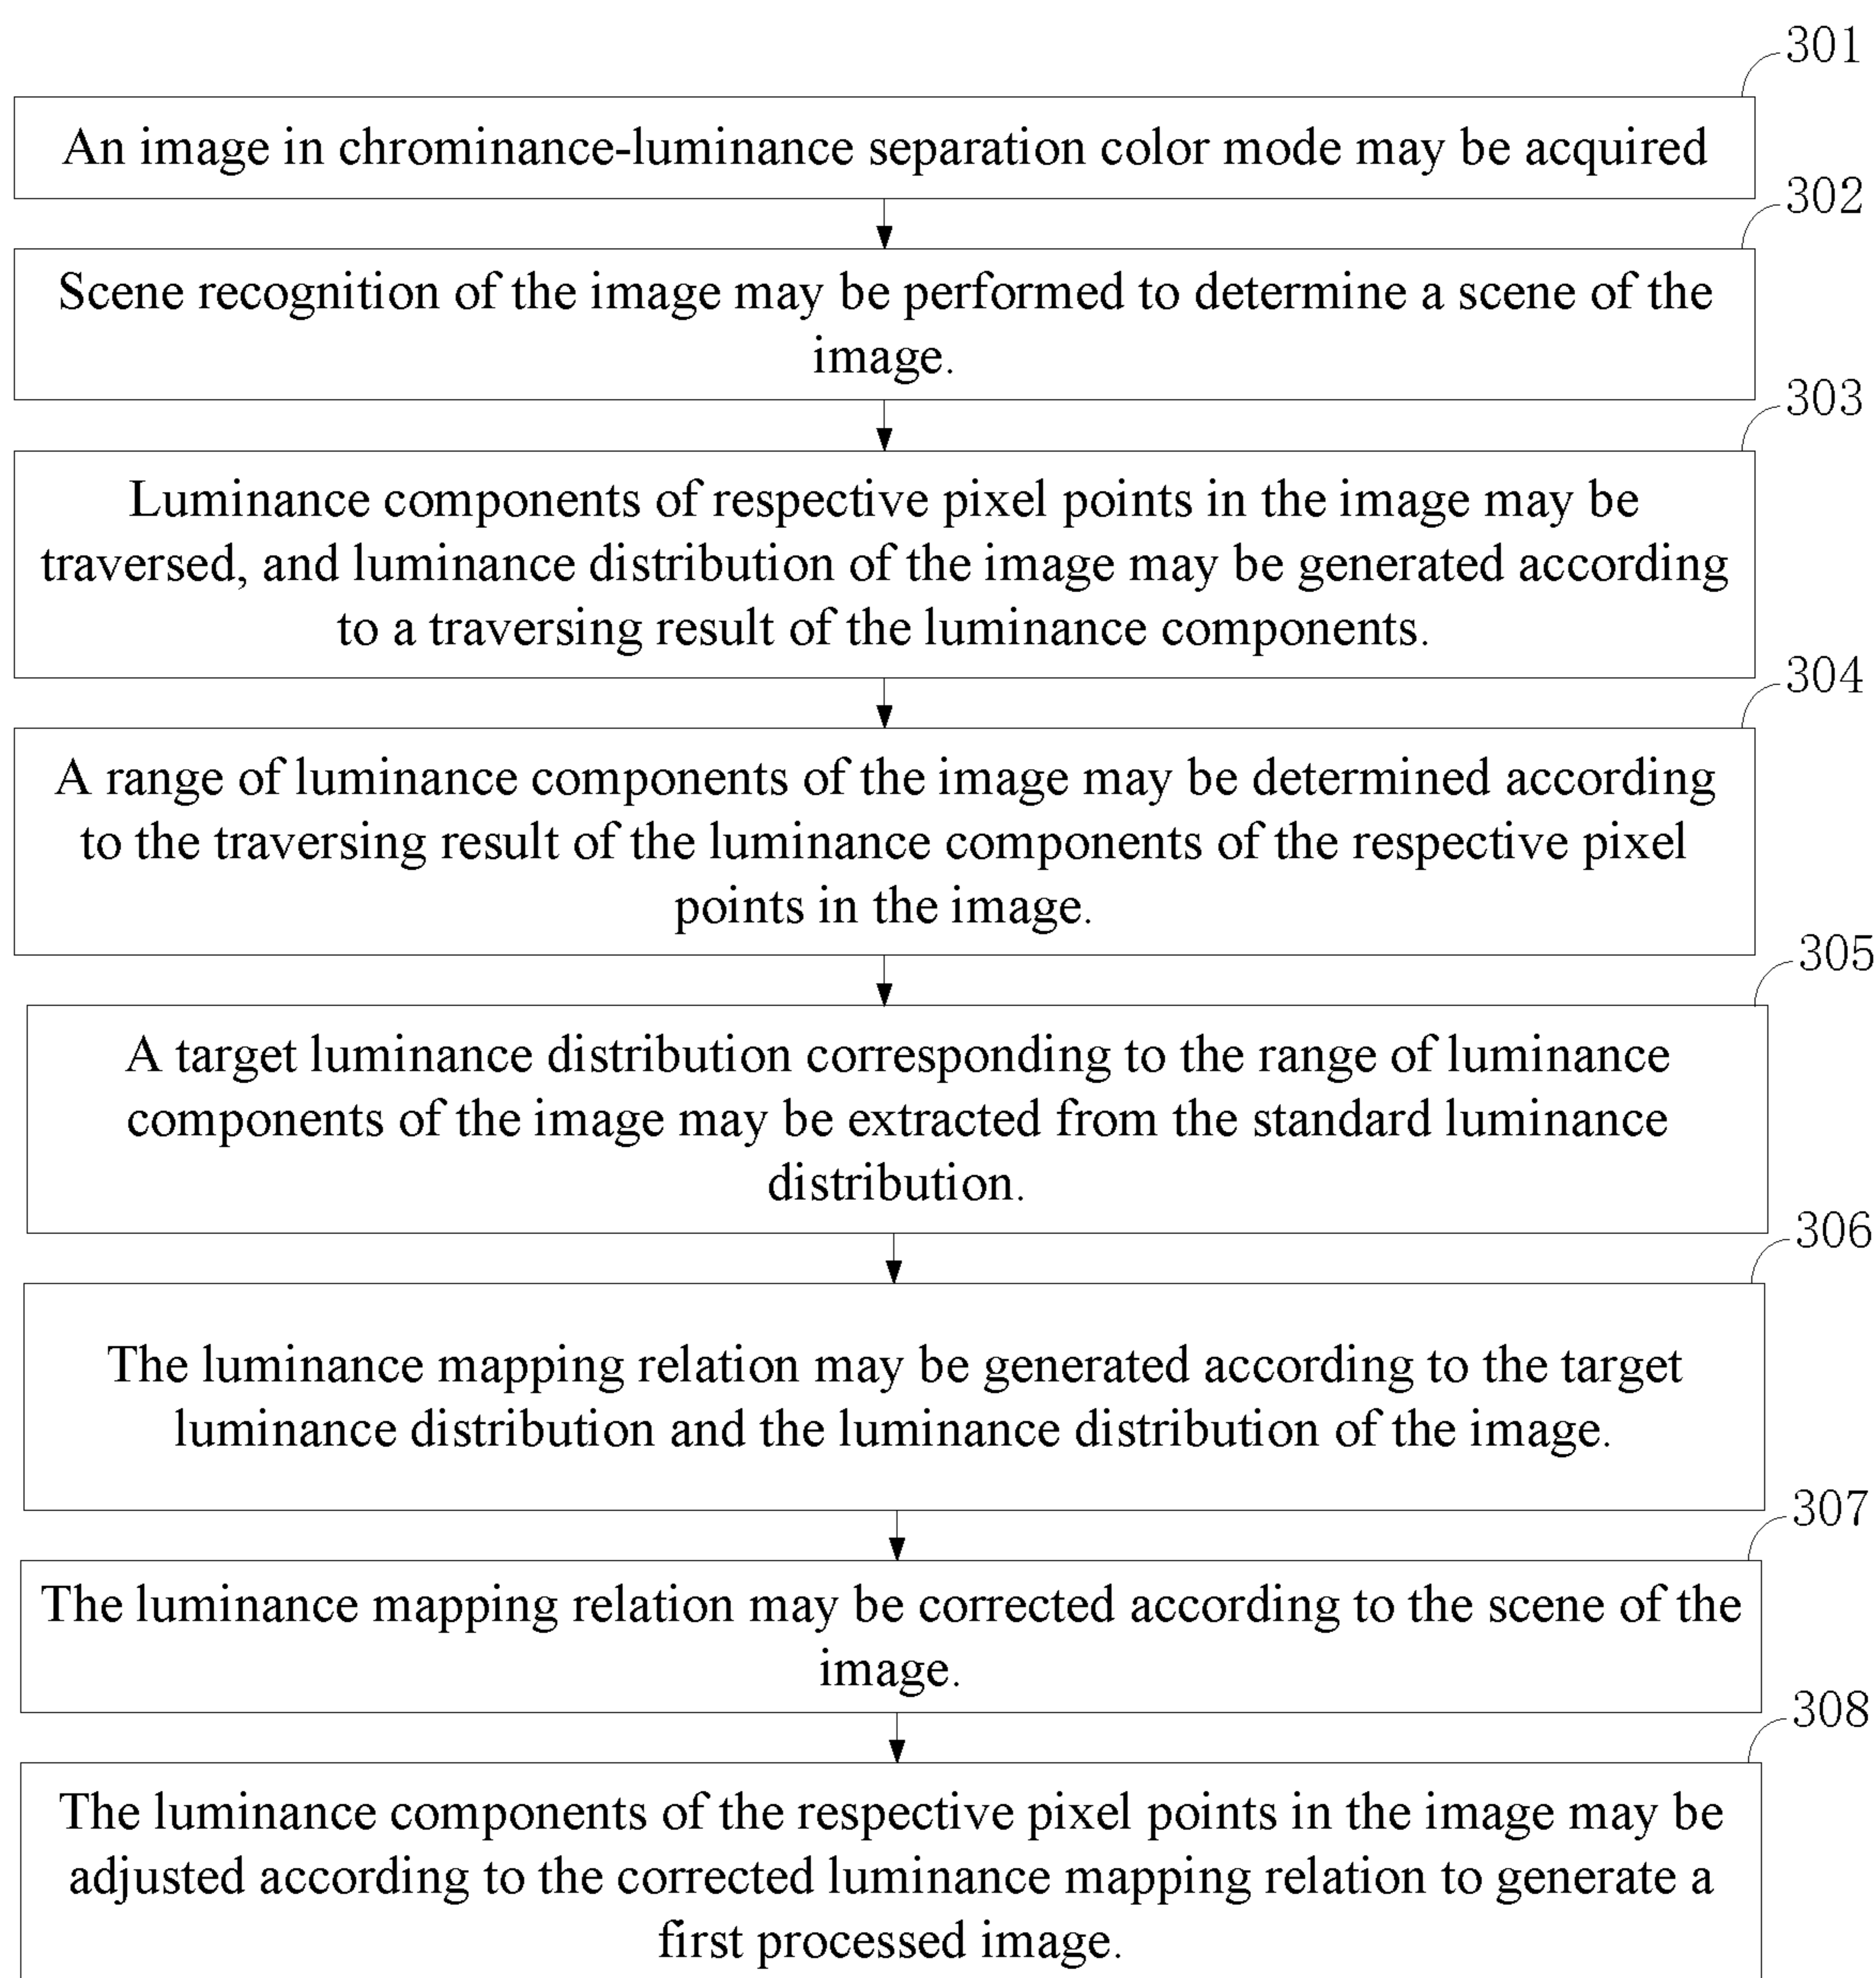 301
An image in chrominance-luminance separation color mode may be acquired
302
Scene recognition of the image may be performed to determine a scene of the
image.
303
Luminance components of respective pixel points in the image may be
traversed, and luminance distribution of the image may be generated according
to a traversing result of the luminance components.
304
A range of luminance components of the image may be determined according
to the traversing result of the luminance components of the respective pixel
points in the image.
305
A target luminance distribution corresponding to the range of luminance
components of the image may be extracted from the standard luminance
distribution.
306
The luminance mapping relation may be generated according to the target
luminance distribution and the luminance distribution of the image.
307
The luminance mapping relation may be corrected according to the scene of the
image.
308
The luminance components of the respective pixel points in the image may be
adjusted according to the corrected luminance mapping relation to generate a
first processed image.